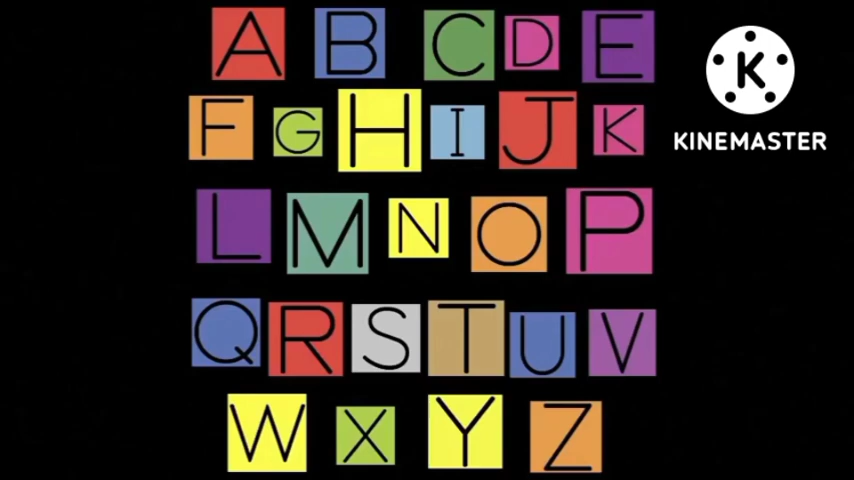 A B C D E
F G H I J K
L M N O P
Q R S T U V
W X Y Z
K
KINEMASTER